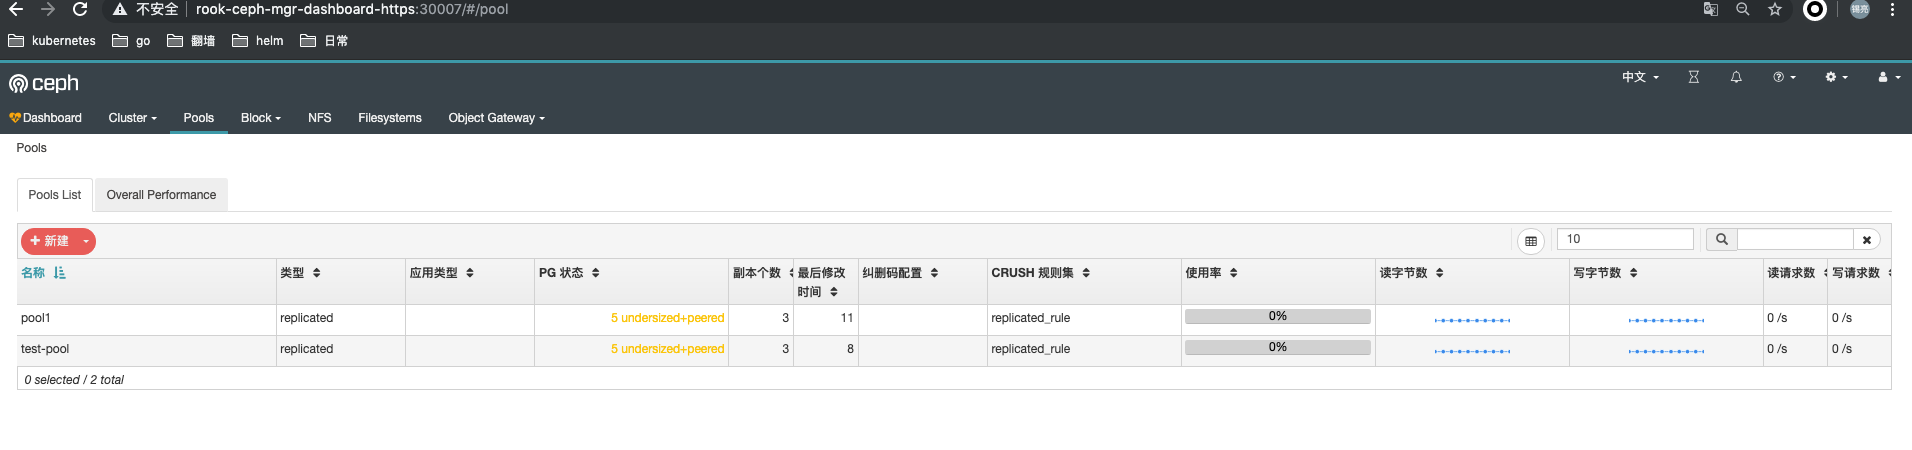 不安全 rook-ceph-mgr-dashboard-https:30007/#/pool 锡亮
kubernetes go 翻墙 helm 日常
ceph 中文
Dashboard Cluster Pools Block NFS Filesystems Object Gateway
Pools
Pools List Overall Performance
新建 10
名称 类型 应用类型 PG 状态 副本个数 最后修改 纠删码配置 CRUSH 规则集 使用率 读字节数 写字节数 读请求数 写请求数
时间
pool1 replicated 5 undersized+peered 3 11 replicated_rule 0% 0 /s 0 /s
test-pool replicated 5 undersized+peered 3 8 replicated_rule 0% 0 /s 0 /s
0 selected / 2 total